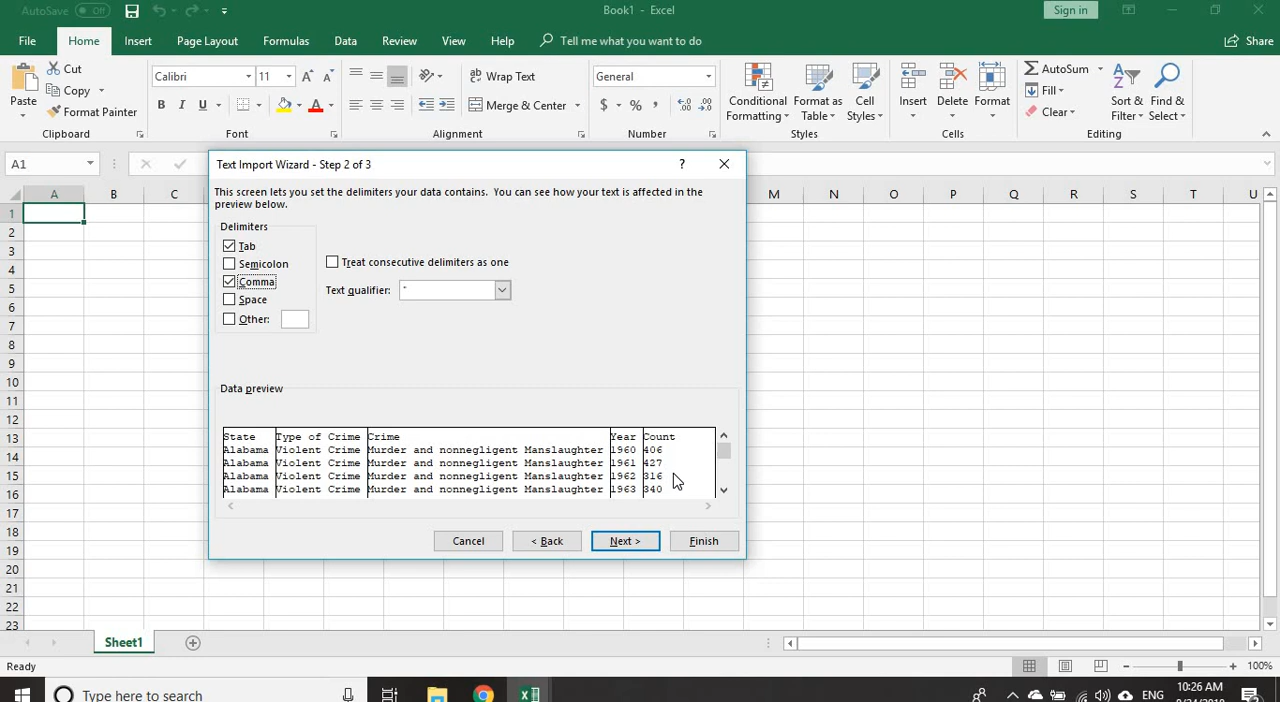 AutoSave Off Book1 - Excel Sign in
File Home Insert Page Layout Formulas Data Review View Help Tell me what you want to do Share
Paste Cut Copy Format Painter Clipboard
Calibri 11 B I U A Font
Wrap Text Merge & Center Alignment
General $ % , Number
Conditional Formatting Format as Table Cell Styles Styles
Insert Delete Format Cells
AutoSum Fill Clear Sort & Filter Find & Select Editing
A1
A B C M N O P Q R S T U
1
2
3
4
5
6
7
8
9
10
11
12
13
14
15
16
17
18
19
20
21
22
23
Text Import Wizard - Step 2 of 3 ?
This screen lets you set the delimiters your data contains. You can see how your text is affected in the
preview below.
Delimiters
Tab
Semicolon
Comma
Space
Other:
Treat consecutive delimiters as one
Text qualifier: "
Data preview
State Type of Crime Crime Year Count
Alabama Violent Crime Murder and nonnegligent Manslaughter 1960 406
Alabama Violent Crime Murder and nonnegligent Manslaughter 1961 427
Alabama Violent Crime Murder and nonnegligent Manslaughter 1962 316
Alabama Violent Crime Murder and nonnegligent Manslaughter 1963 340
Cancel < Back Next > Finish
Sheet1
Ready 100%
Type here to search ENG 10:26 AM